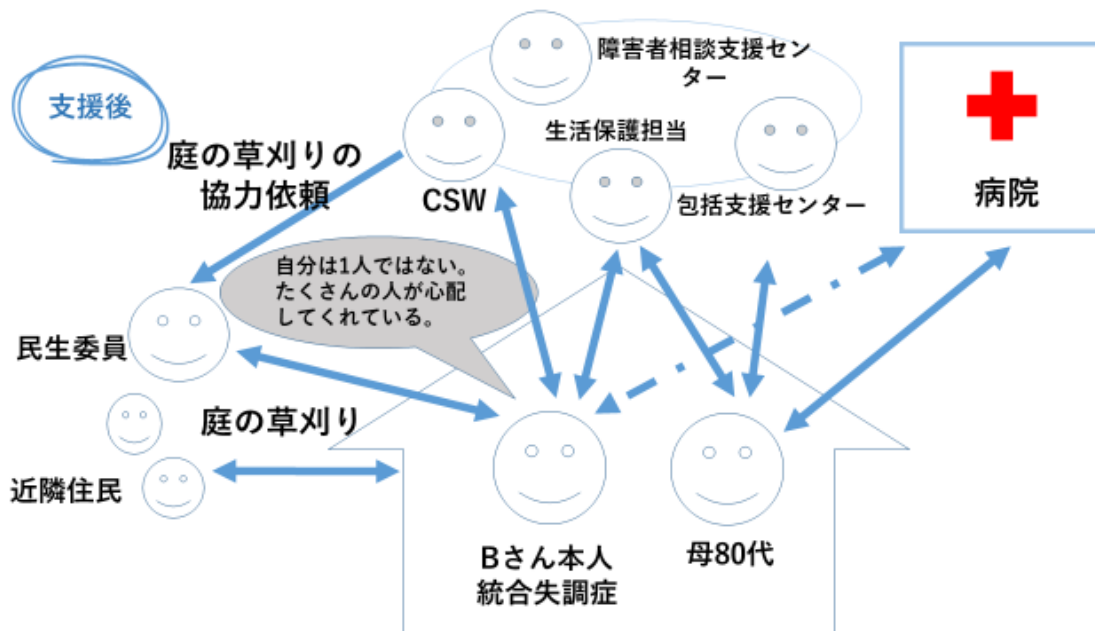 支援後
障害者相談支援セン
ター
生活保護担当
庭の草刈りの
協力依頼
CSW
包括支援センター
病院
自分は1人ではない。
たくさんの人が心配
してくれている。
民生委員
庭の草刈り
近隣住民
Bさん本人
統合失調症
母80代